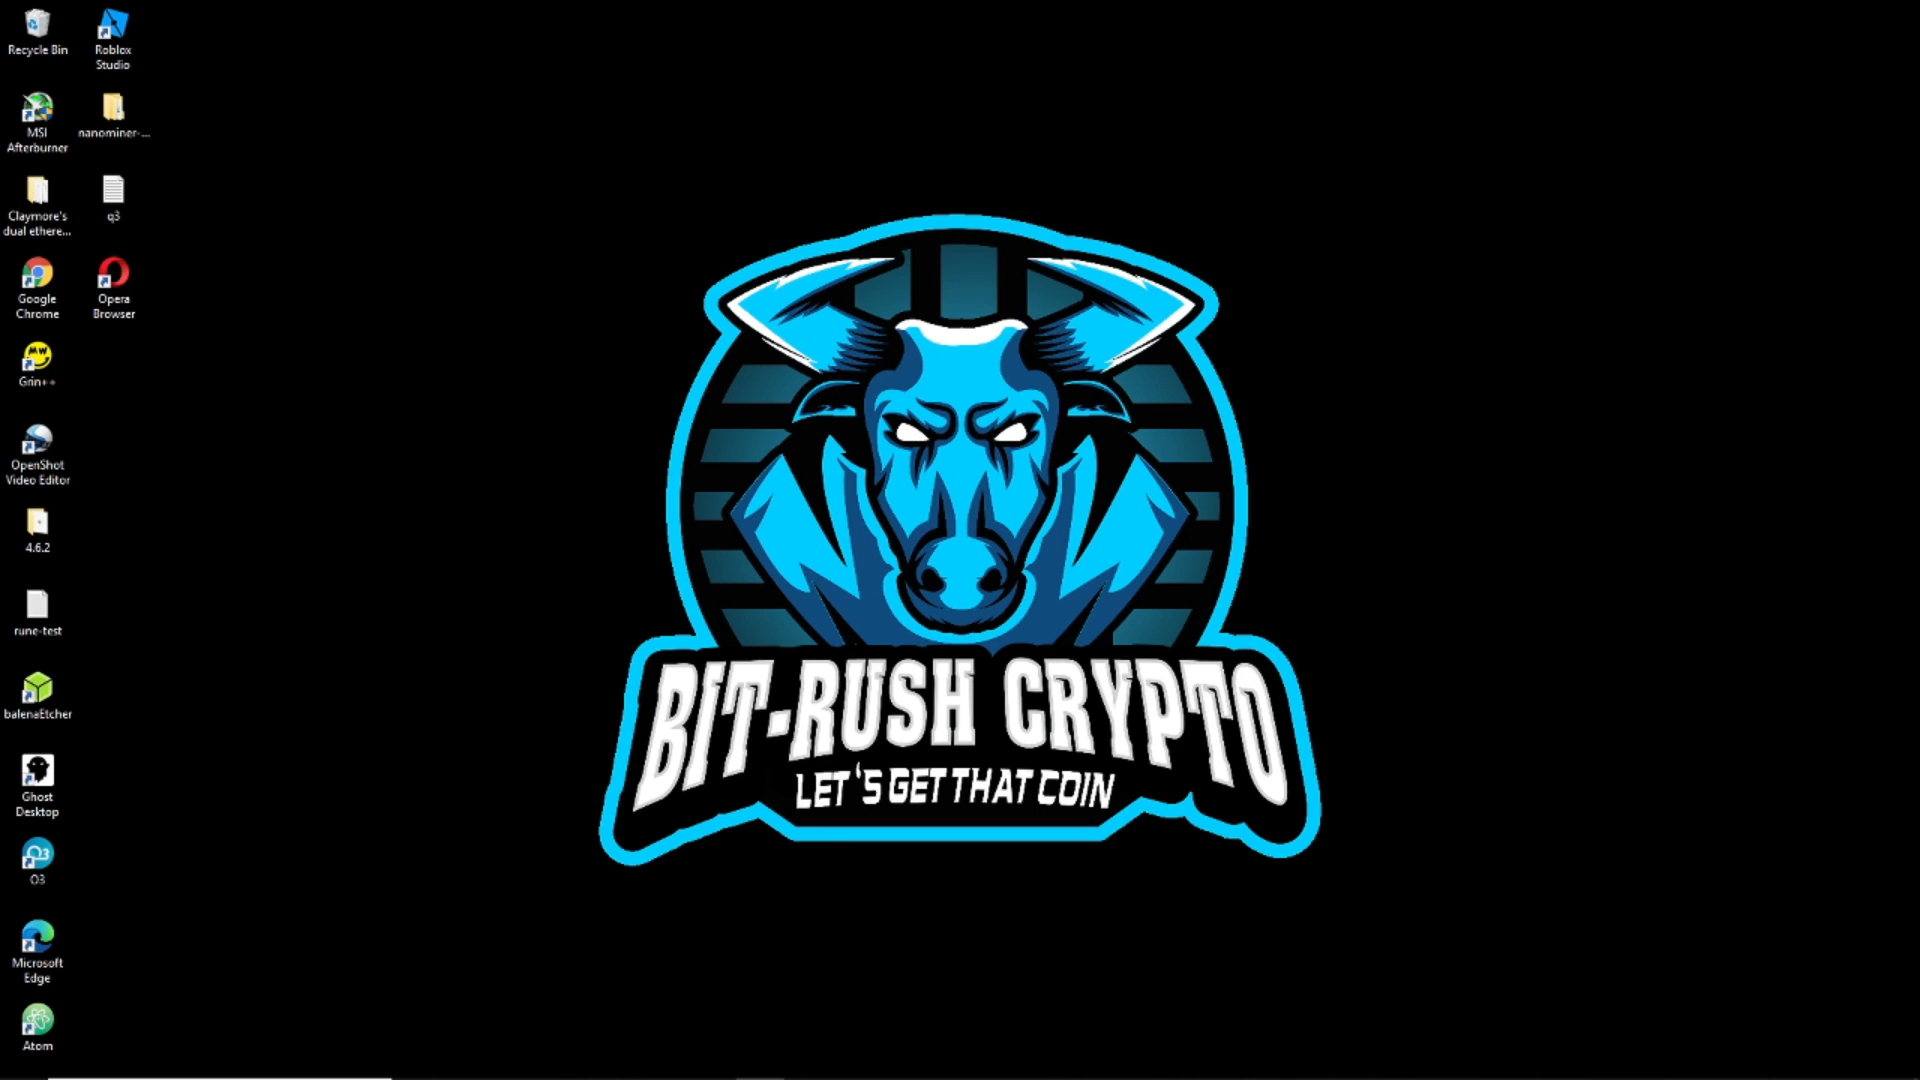 Recycle Bin
Roblox
Studio
MSI
Afterburner
nanominer-...
Claymore's
dual ethere...
q3
Google
Chrome
Opera
Browser
MW
Grin++
OpenShot
Video Editor
4.6.2
rune-test
balenaEtcher
Ghost
Desktop
O3
O3
Microsoft
Edge
Atom
BIT-RUSH CRYPTO
LET'S GET THAT COIN